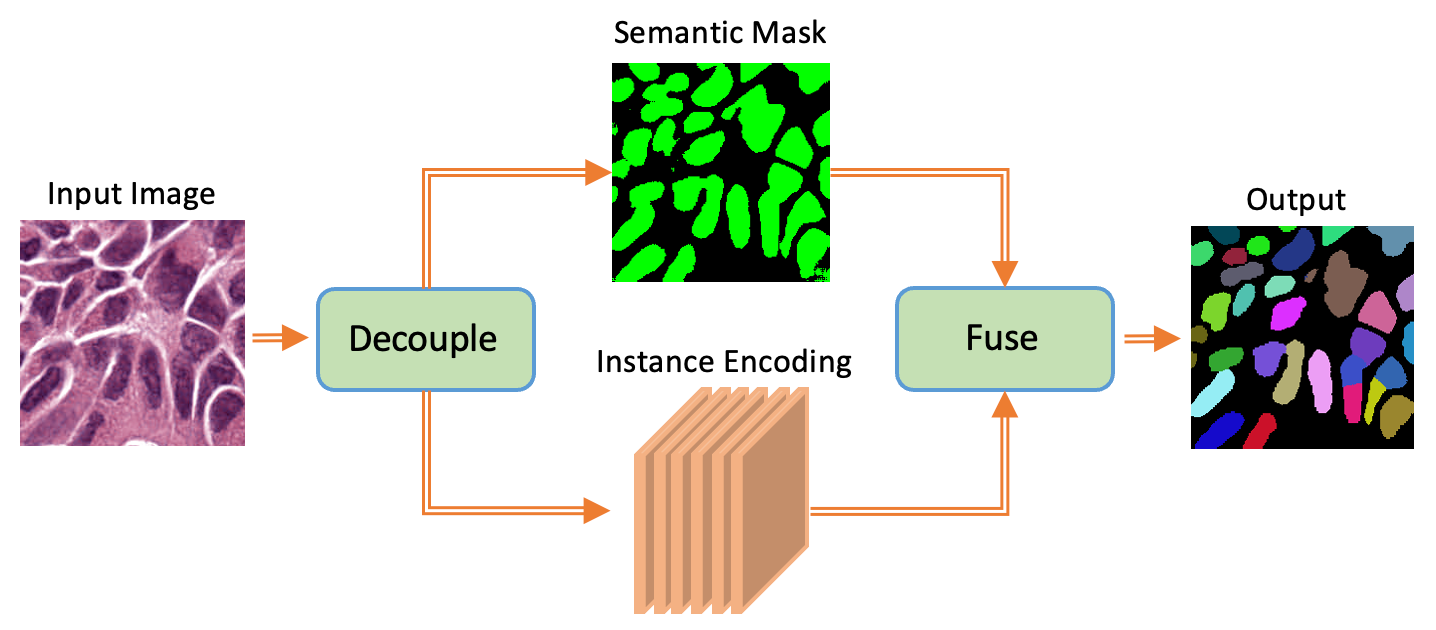 Semantic Mask
Input Image
Output
Decouple
Fuse
Instance Encoding